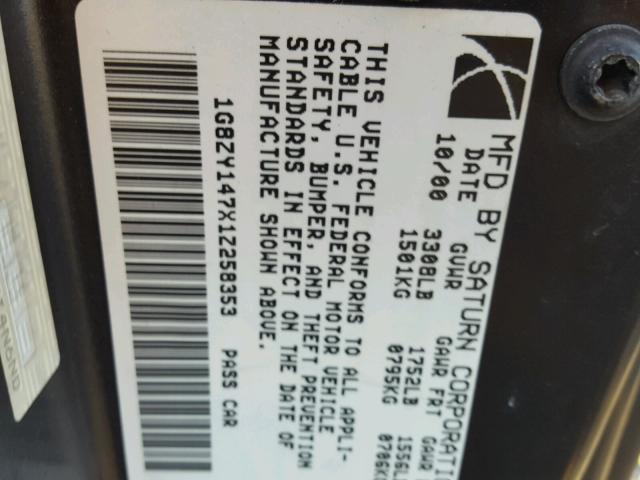 MFD BY SATURN CORPORATIO
DATE GVWR GAWR FRT GAWR
10/00 3308LB 1752LB 1556L
1501KG 0795KG 0706K
THIS VEHICLE CONFORMS TO ALL APPLI-
CABLE U.S. FEDERAL MOTOR VEHICLE
SAFETY, BUMPER, AND THEFT PREVENTION
STANDARDS IN EFFECT ON THE DATE OF
MANUFACTURE SHOWN ABOVE.
1G8ZY147X1Z258353 PASS CAR